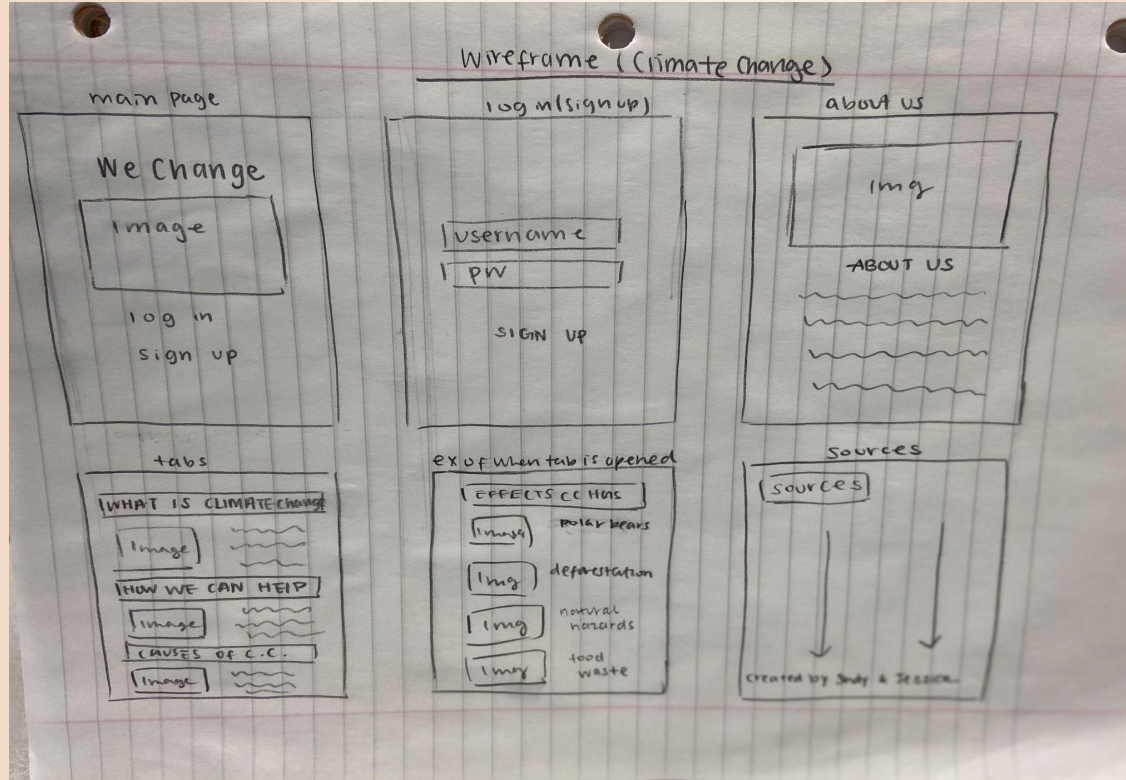 Wireframe (Climate Change)
main page
We Change
image
log in
sign up
log in (sign up)
username
pw
SIGN UP
about us
img
ABOUT US
tabs
WHAT IS CLIMATE change
image
HOW WE CAN HELP
image
CAUSES OF C.C.
image
ex of when tab is opened
EFFECTS CC HAS
image
polar bears
img
deforestation
img
natural
hazards
img
food
waste
sources
sources
created by & Jessica